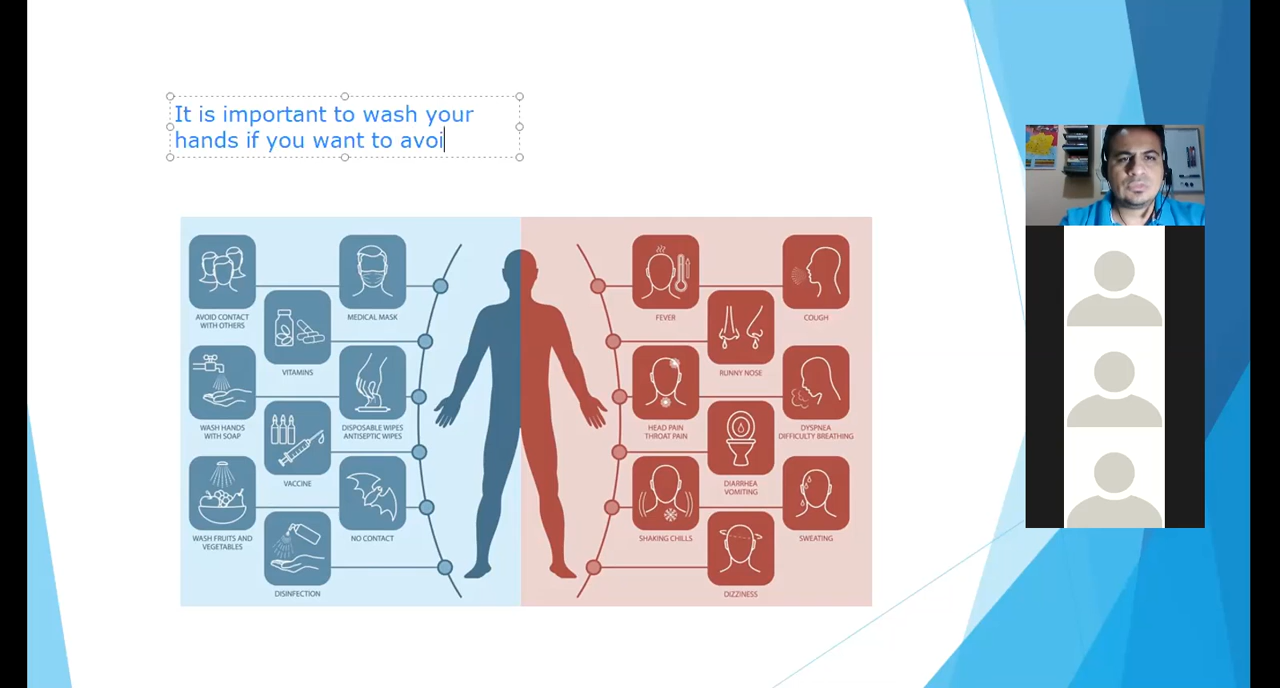 It is important to wash your
hands if you want to avoi
AVOID CONTACT
WITH OTHERS
MEDICAL MASK
VITAMINS
WASH HANDS
WITH SOAP
DISPOSABLE WIPES
ANTISEPTIC WIPES
VACCINE
WASH FRUITS AND
VEGETABLES
NO CONTACT
DISINFECTION
FEVER
COUGH
RUNNY NOSE
HEAD PAIN
THROAT PAIN
DYSPNEA
DIFFICULTY BREATHING
DIARRHEA
VOMITING
SHAKING CHILLS
SWEATING
DIZZINESS